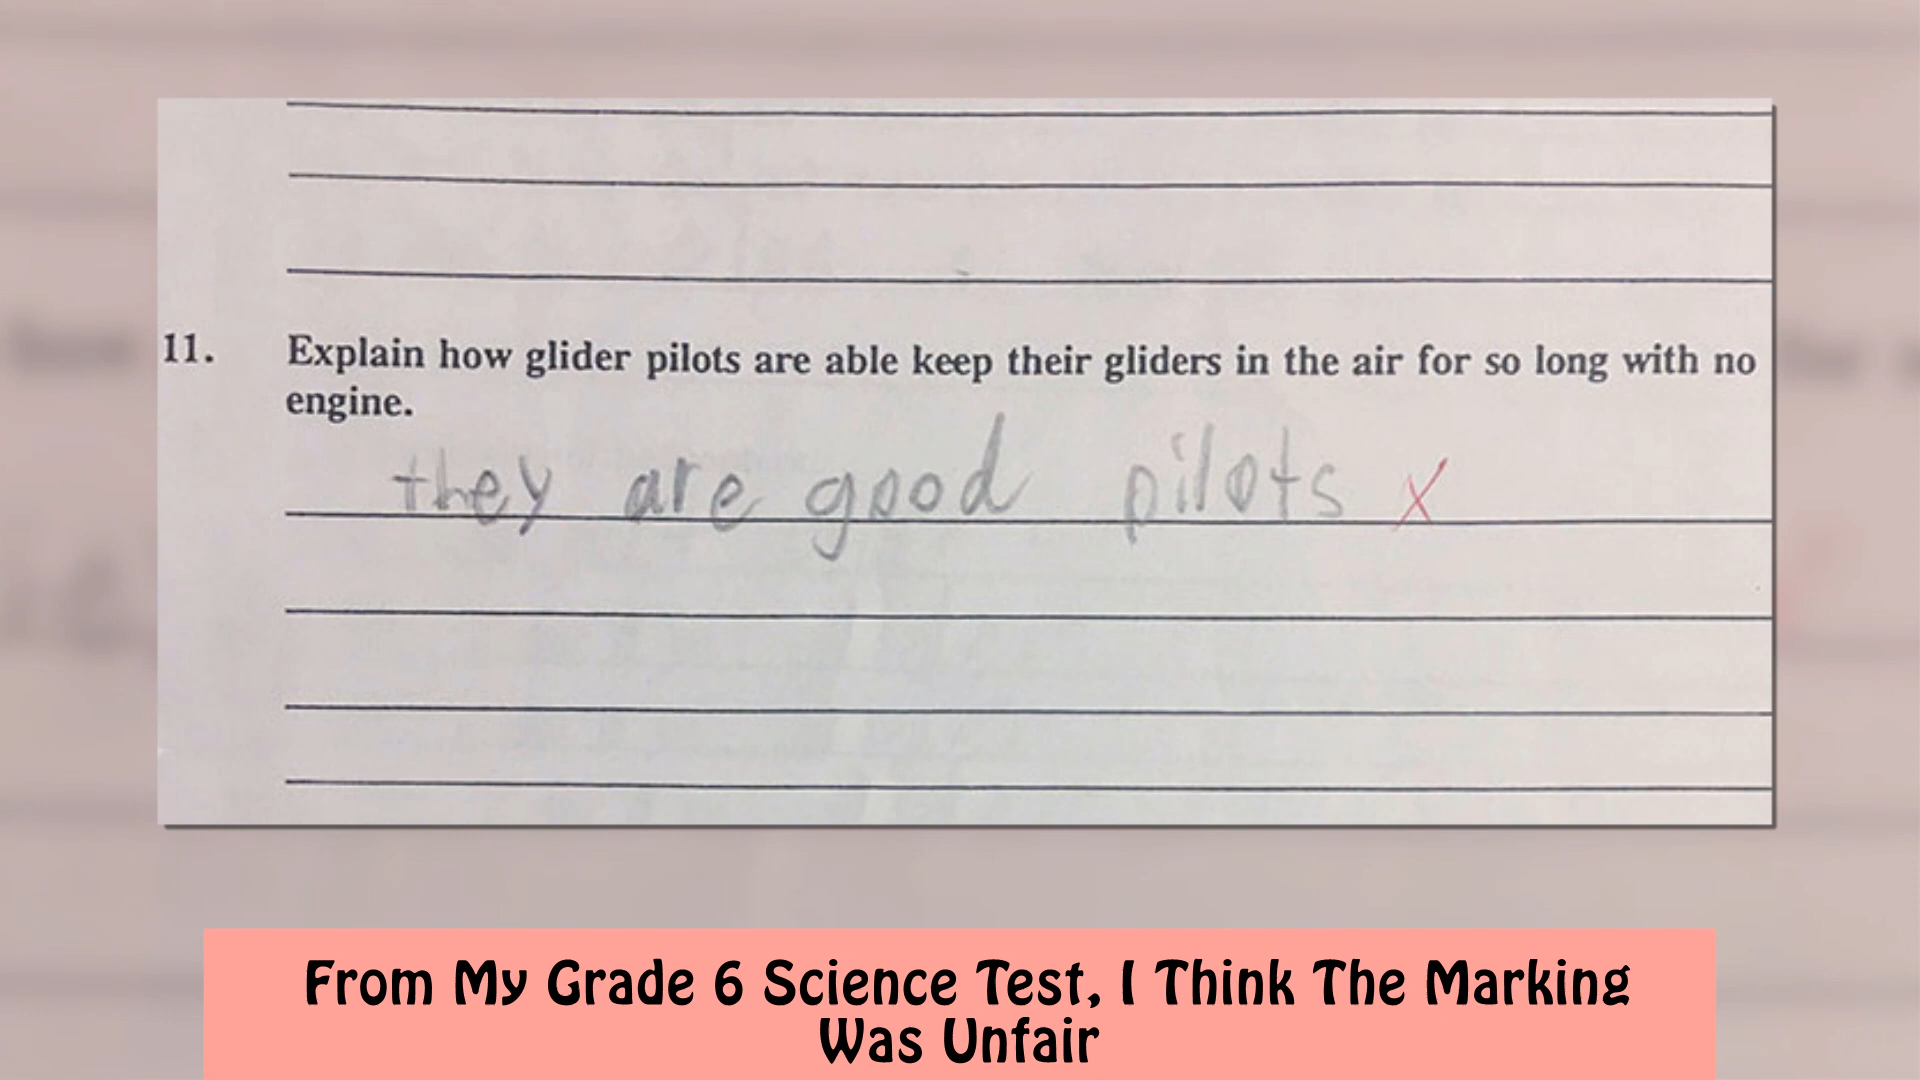 11. Explain how glider pilots are able keep their gliders in the air for so long with no
engine.
they are good pilots x
From My Grade 6 Science Test, I Think The Marking
Was Unfair